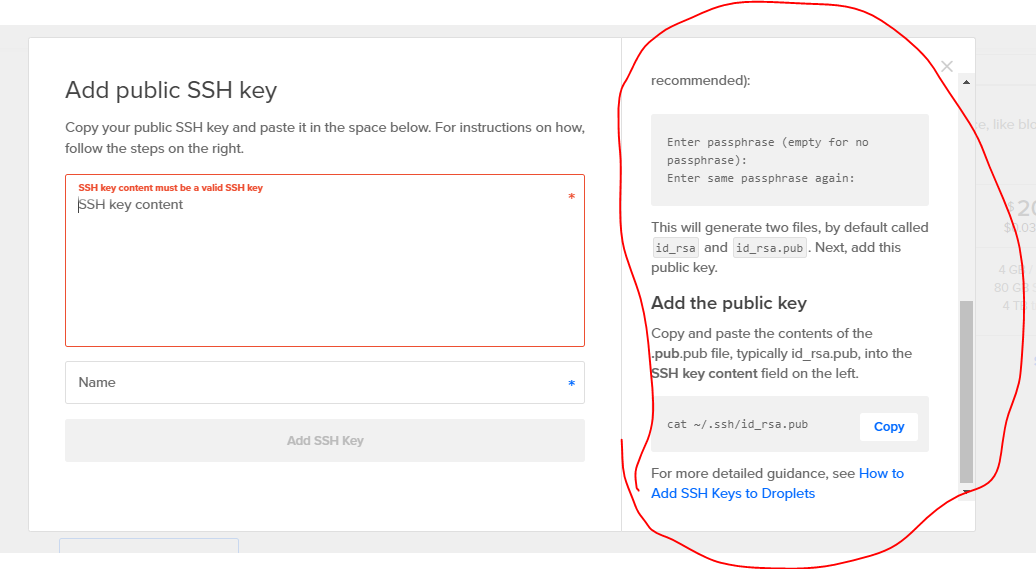 Add public SSH key
Copy your public SSH key and paste it in the space below. For instructions on how,
follow the steps on the right.
SSH key content must be a valid SSH key
SSH key content
*
Name
*
Add SSH Key
recommended):
Enter passphrase (empty for no
passphrase):
Enter same passphrase again:
This will generate two files, by default called
id_rsa and id_rsa.pub. Next, add this
public key.
Add the public key
Copy and paste the contents of the
.pub.pub file, typically id_rsa.pub, into the
SSH key content field on the left.
cat ~/.ssh/id_rsa.pub
Copy
For more detailed guidance, see How to
Add SSH Keys to Droplets
e, like blo
$20
$0.03
80 G